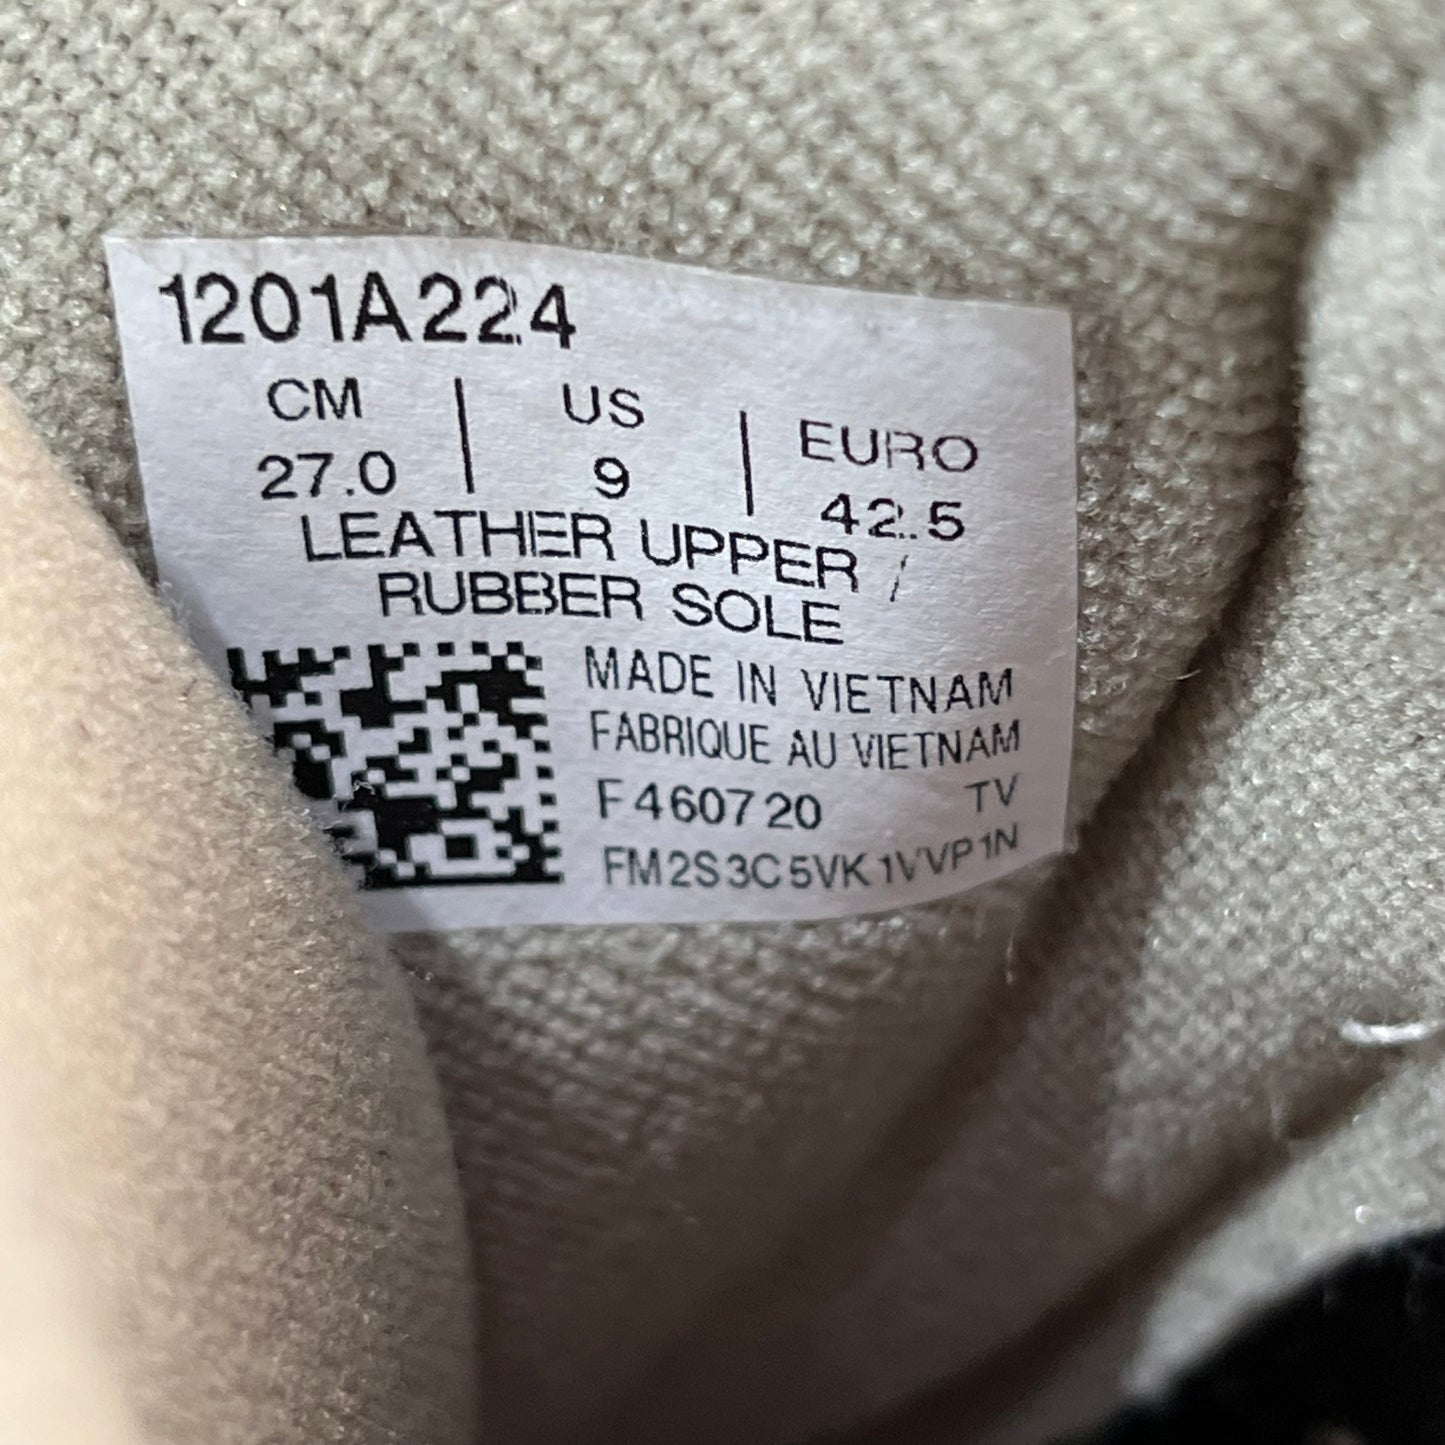 1201A224
CM | US | EURO
27.0 | 9 | 42.5
LEATHER UPPER /
RUBBER SOLE
MADE IN VIETNAM
FABRIQUE AU VIETNAM
F460720 TV
FM2S3C5VK1VVP1N